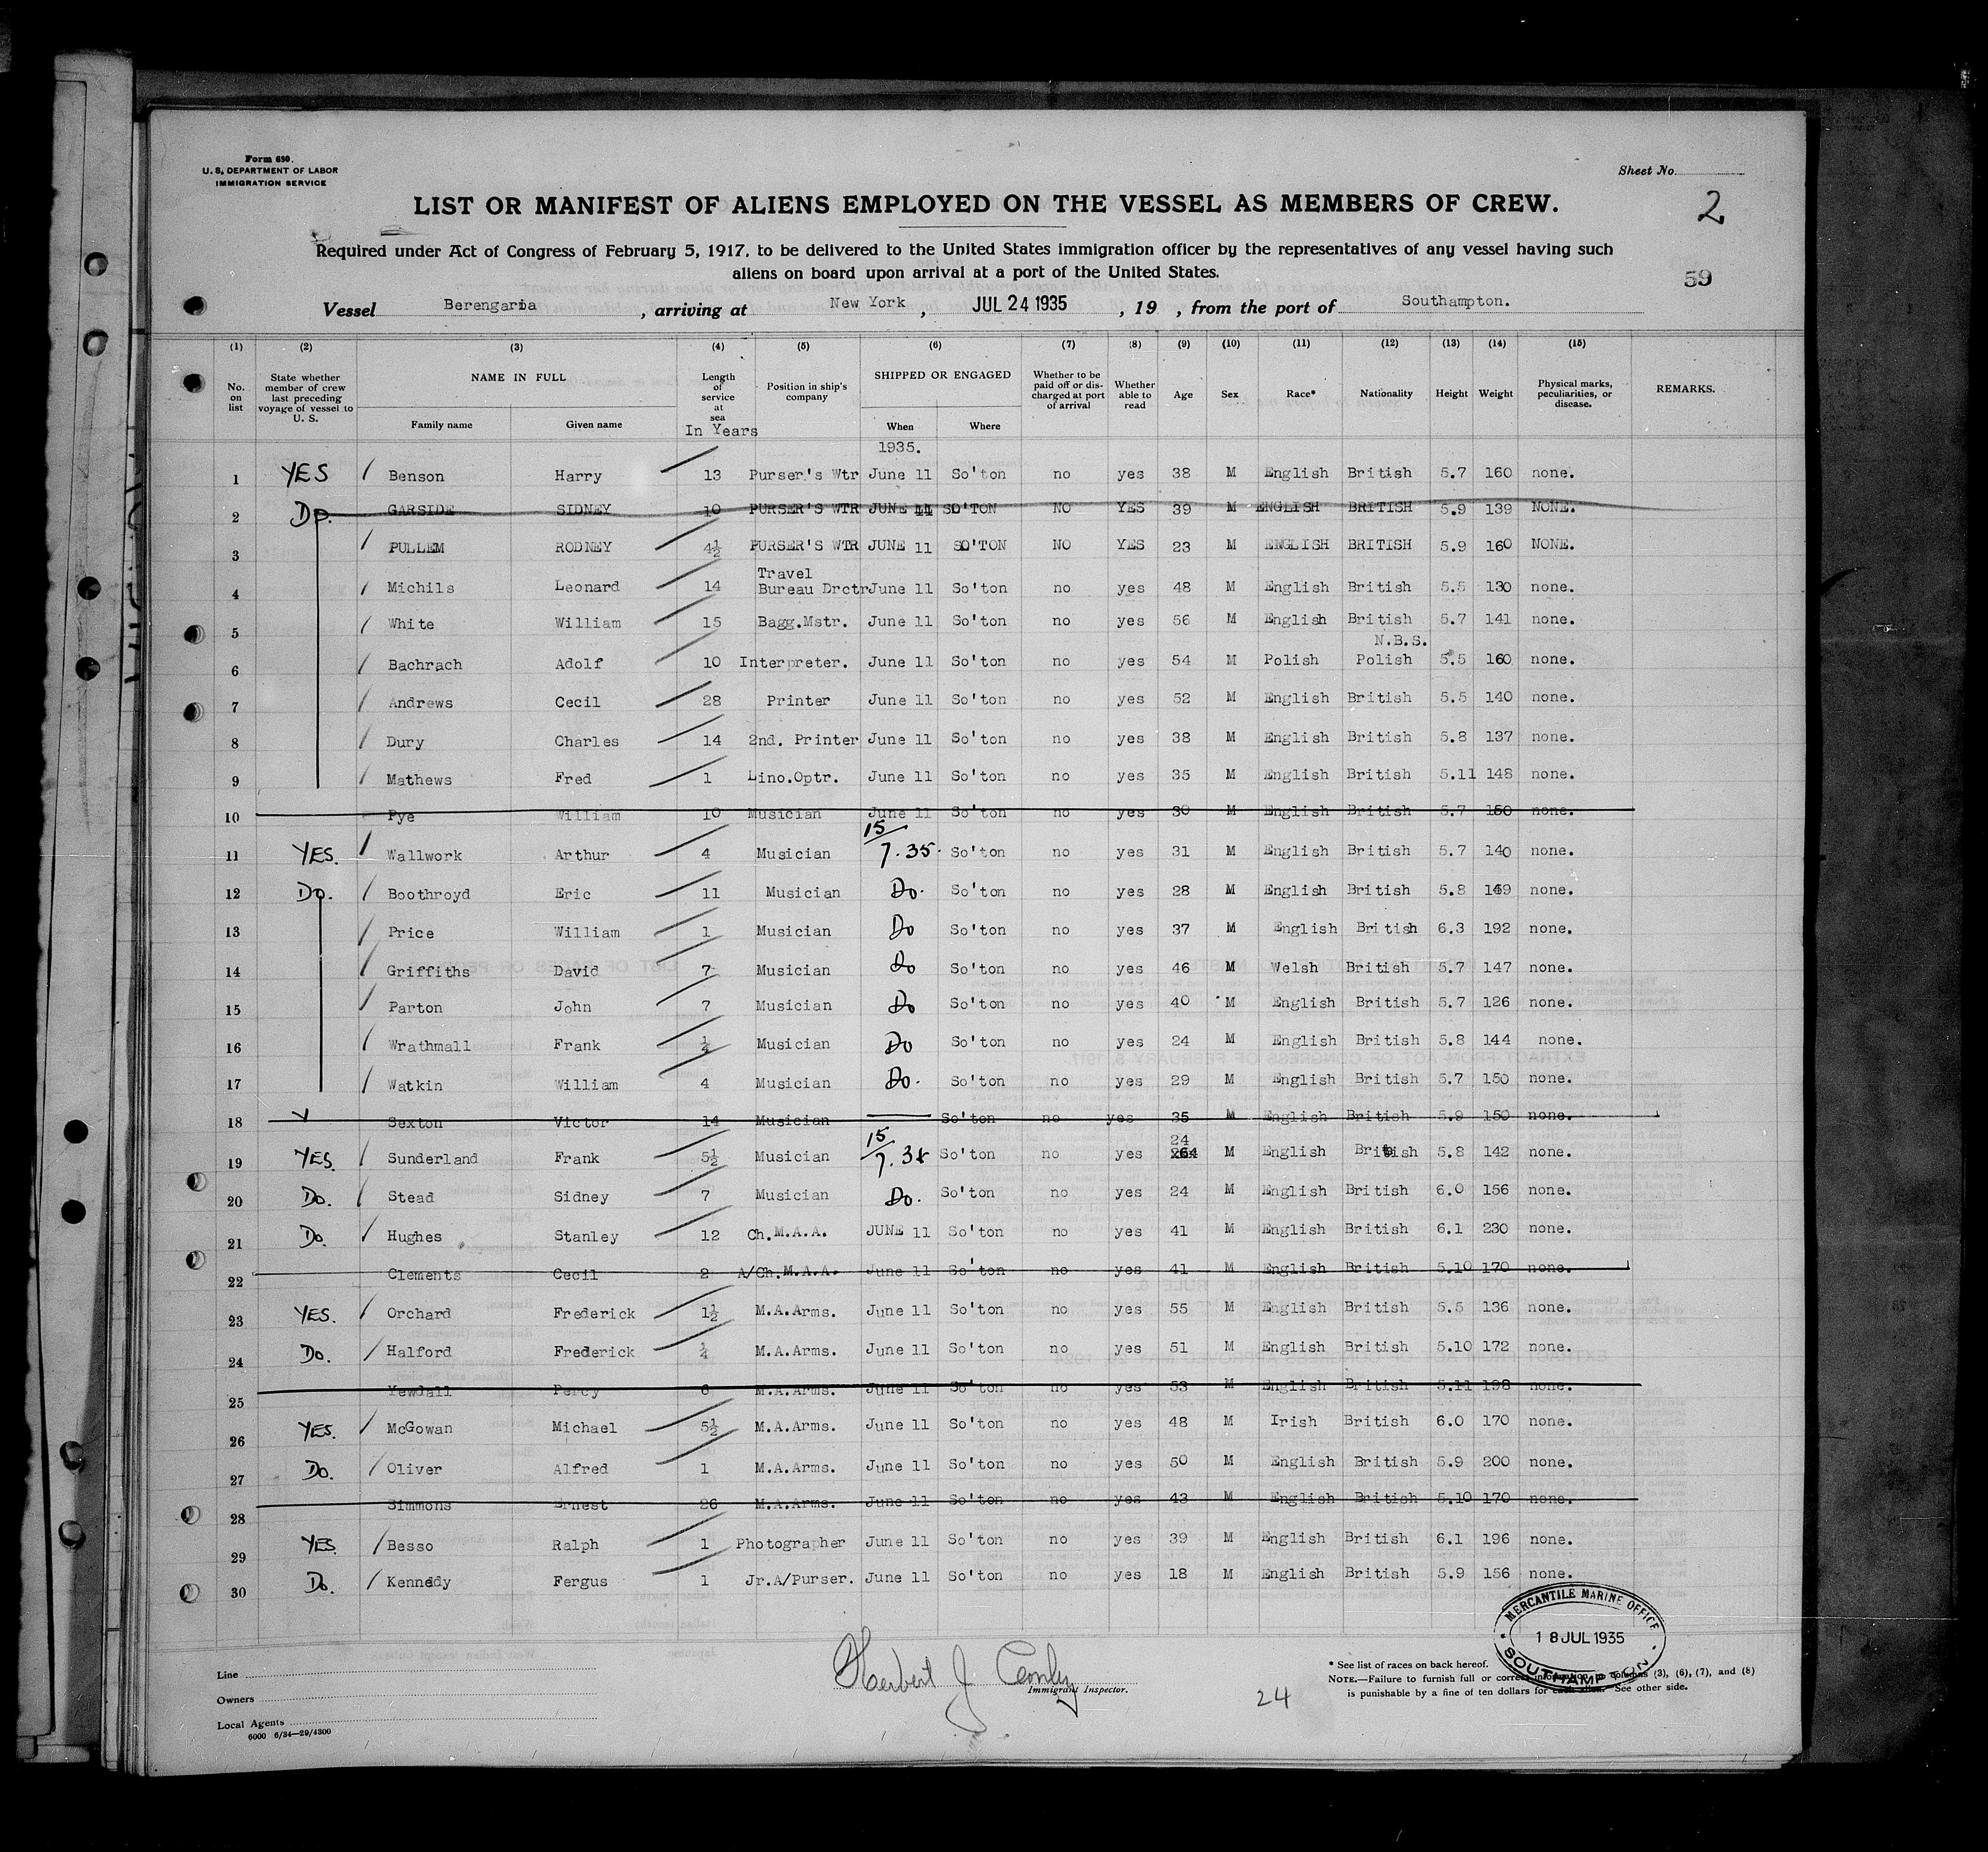 Form 680.
U. S. DEPARTMENT OF LABOR
IMMIGRATION SERVICE
Sheet No.
LIST OR MANIFEST OF ALIENS EMPLOYED ON THE VESSEL AS MEMBERS OF CREW.
2
Required under Act of Congress of February 5, 1917, to be delivered to the United States immigration officer by the representatives of any vessel having such
aliens on board upon arrival at a port of the United States.
59
Vessel Berengaria, arriving at New York, JUL 24 1935, 19 , from the port of Southampton.
(1) (2) (3) (4) (5) (6) (7) (8) (9) (10) (11) (12) (13) (14) (15)
No. on list State whether member of crew last preceding voyage of vessel to U. S. NAME IN FULL Family name Given name Length of service at sea In Years Position in ship's company SHIPPED OR ENGAGED When Where Whether to be paid off or discharged at port of arrival Whether able to read Age Sex Race* Nationality Height Weight Physical marks, peculiarities, or disease. REMARKS.
1935.
1 YES Benson Harry 13 Purser's Wtr June 11 So'ton no yes 38 M English British 5.7 160 none.
2 Do. GARSIDE SIDNEY 10 PURSER'S WTR JUNE 11 SO'TON NO YES 39 M ENGLISH BRITISH 5.9 139 NONE.
3 PULLEM RODNEY 4½ PURSER'S WTR JUNE 11 SO'TON NO YES 23 M ENGLISH BRITISH 5.9 160 NONE.
4 Michils Leonard 14 Travel Bureau Drctr June 11 So'ton no yes 48 M English British 5.5 130 none.
5 White William 15 Bagg.Mstr. June 11 So'ton no yes 56 M English British 5.7 141 none.
N.B.S.
6 Bachrach Adolf 10 Interpreter. June 11 So'ton no yes 54 M Polish Polish 5.5 160 none.
7 Andrews Cecil 28 Printer June 11 So'ton no yes 52 M English British 5.5 140 none.
8 Dury Charles 14 2nd. Printer June 11 So'ton no yes 38 M English British 5.8 137 none.
9 Mathews Fred 1 Lino.Optr. June 11 So'ton no yes 35 M English British 5.11 148 none.
10 Pye William 10 Musician June 11 So'ton no yes 30 M English British 5.7 150 none.
11 YES. Wallwork Arthur 4 Musician 15/7.35. So'ton no yes 31 M English British 5.7 140 none.
12 Do. Boothroyd Eric 11 Musician Do. So'ton no yes 28 M English British 5.8 149 none.
13 Price William 1 Musician Do So'ton no yes 37 M English British 6.3 192 none.
14 Griffiths David 7 Musician Do So'ton no yes 46 M Welsh British 5.7 147 none.
15 Parton John 7 Musician Do So'ton no yes 40 M English British 5.7 126 none.
16 Wrathmall Frank Musician Do So'ton no yes 24 M English British 5.8 144 none.
17 Watkin William 4 Musician Do. So'ton no yes 29 M English British 5.7 150 none.
18 Sexton Victor 14 Musician So'ton no yes 35 M English British 5.9 150 none.
19 YES. Sunderland Frank 5½ Musician 15/7.35 So'ton no yes 24 M English British 5.8 142 none.
20 Do. Stead Sidney 7 Musician Do. So'ton no yes 24 M English British 6.0 156 none.
21 Do. Hughes Stanley 12 Ch.M.A.A. JUNE 11 So'ton no yes 41 M English British 6.1 230 none.
22 Clements Cecil 2 A/Ch.M.A.A. June 11 So'ton no yes 41 M English British 5.10 170 none.
23 YES. Orchard Frederick 1½ M.A.Arms. June 11 So'ton no yes 55 M English British 5.5 136 none.
24 Do. Halford Frederick ¼ M.A.Arms. June 11 So'ton no yes 51 M English British 5.10 172 none.
25 Yewdall Percy 6 M.A.Arms. June 11 So'ton no yes 53 M English British 5.11 198 none.
26 YES. McGowan Michael 5½ M.A.Arms. June 11 So'ton no yes 48 M Irish British 6.0 170 none.
27 Do. Oliver Alfred 1 M.A.Arms. June 11 So'ton no yes 50 M English British 5.9 200 none.
28 Simmons Ernest 26 M.A.Arms. June 11 So'ton no yes 43 M English British 5.10 170 none.
29 YES. Besso Ralph 1 Photographer June 11 So'ton no yes 39 M English British 6.1 196 none.
30 Do. Kennedy Fergus 1 Jr.A/Purser. June 11 So'ton no yes 18 M English British 5.9 156 none.
MERCANTILE MARINE OFFICE
18 JUL 1935
SOUTHAMPTON
Line
Owners
Local Agents
6000 6/34—29/4300
Herbert J Conly
Immigrant Inspector.
24
* See list of races on back hereof.
NOTE.—Failure to furnish full or correct information in columns (3), (6), (7), and (8)
is punishable by a fine of ten dollars for each alien. See other side.